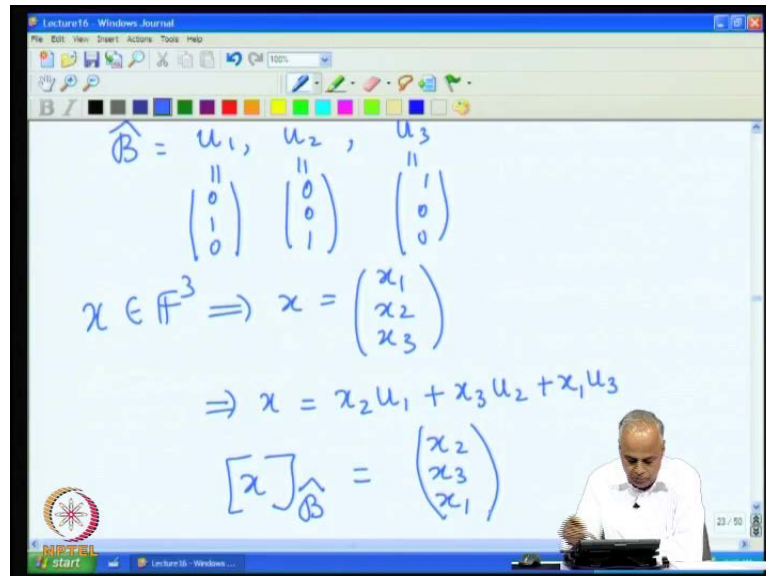 Lecture16 - Windows Journal
File Edit View Insert Actions Tools Help
100%
B I
B̂ = u₁, u₂, u₃
|| || ||
(0 1 0) (0 0 1) (1 0 0)
x ∈ F³ ⟹ x = (x₁ x₂ x₃)
⟹ x = x₂u₁ + x₃u₂ + x₁u₃
[x]_B̂ = (x₂ x₃ x₁)
23 / 50
NPTEL
start Lecture16 - Windows ...